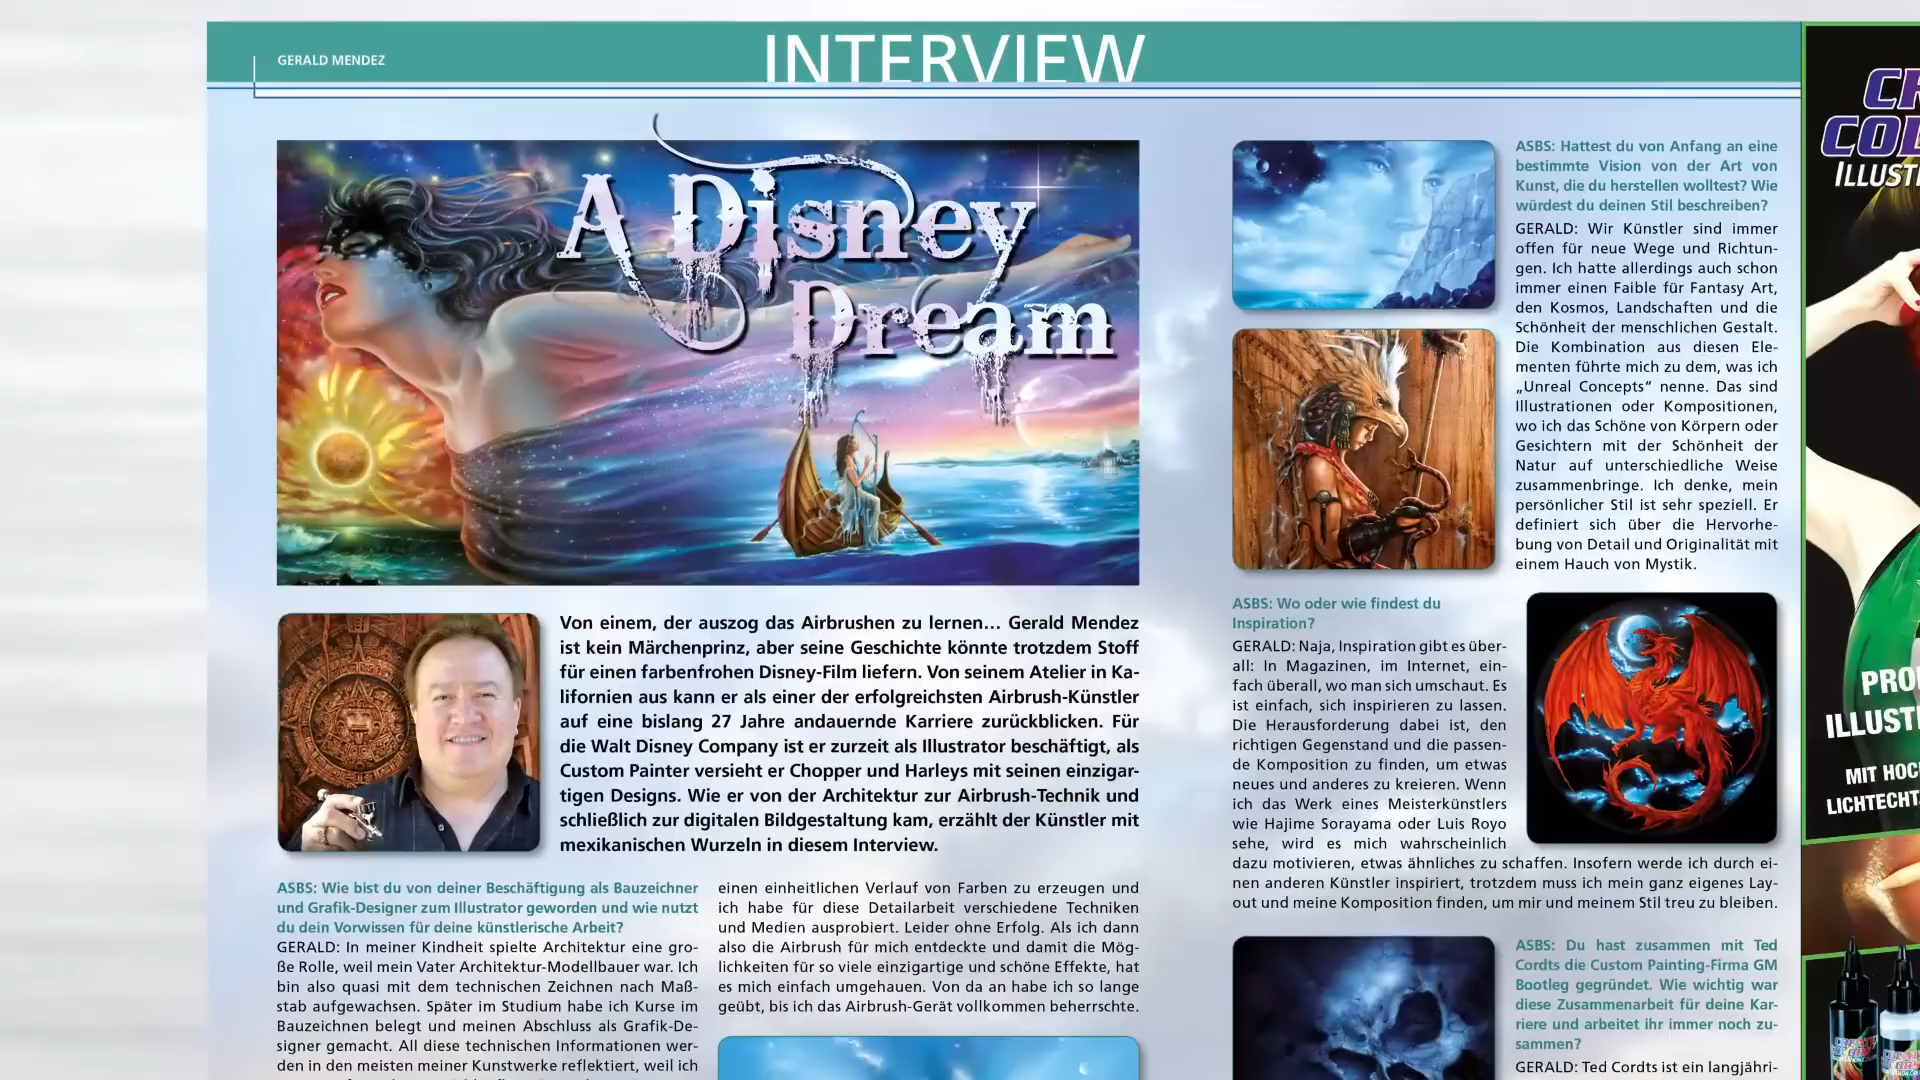 GERALD MENDEZ
INTERVIEW
A Disney
Dream
Von einem, der auszog das Airbrushen zu lernen… Gerald Mendez
ist kein Märchenprinz, aber seine Geschichte könnte trotzdem Stoff
für einen farbenfrohen Disney-Film liefern. Von seinem Atelier in Ka-
lifornien aus kann er als einer der erfolgreichsten Airbrush-Künstler
auf eine bislang 27 Jahre andauernde Karriere zurückblicken. Für
die Walt Disney Company ist er zurzeit als Illustrator beschäftigt, als
Custom Painter versieht er Chopper und Harleys mit seinen einzigar-
tigen Designs. Wie er von der Architektur zur Airbrush-Technik und
schließlich zur digitalen Bildgestaltung kam, erzählt der Künstler mit
mexikanischen Wurzeln in diesem Interview.
ASBS: Wie bist du von deiner Beschäftigung als Bauzeichner
und Grafik-Designer zum Illustrator geworden und wie nutzt
du dein Vorwissen für deine künstlerische Arbeit?
GERALD: In meiner Kindheit spielte Architektur eine gro-
ße Rolle, weil mein Vater Architektur-Modellbauer war. Ich
bin also quasi mit dem technischen Zeichnen nach Maß-
stab aufgewachsen. Später im Studium habe ich Kurse im
Bauzeichnen belegt und meinen Abschluss als Grafik-De-
signer gemacht. All diese technischen Informationen wer-
den in den meisten meiner Kunstwerke reflektiert, weil ich
einen einheitlichen Verlauf von Farben zu erzeugen und
ich habe für diese Detailarbeit verschiedene Techniken
und Medien ausprobiert. Leider ohne Erfolg. Als ich dann
also die Airbrush für mich entdeckte und damit die Mög-
lichkeiten für so viele einzigartige und schöne Effekte, hat
es mich einfach umgehauen. Von da an habe ich so lange
geübt, bis ich das Airbrush-Gerät vollkommen beherrschte.
ASBS: Hattest du von Anfang an eine
bestimmte Vision von der Art von
Kunst, die du herstellen wolltest? Wie
würdest du deinen Stil beschreiben?
GERALD: Wir Künstler sind immer
offen für neue Wege und Richtun-
gen. Ich hatte allerdings auch schon
immer einen Faible für Fantasy Art,
den Kosmos, Landschaften und die
Schönheit der menschlichen Gestalt.
Die Kombination aus diesen Ele-
menten führte mich zu dem, was ich
„Unreal Concepts“ nenne. Das sind
Illustrationen oder Kompositionen,
wo ich das Schöne von Körpern oder
Gesichtern mit der Schönheit der
Natur auf unterschiedliche Weise
zusammenbringe. Ich denke, mein
persönlicher Stil ist sehr speziell. Er
definiert sich über die Hervorhe-
bung von Detail und Originalität mit
einem Hauch von Mystik.
ASBS: Wo oder wie findest du
Inspiration?
GERALD: Naja, Inspiration gibt es über-
all: In Magazinen, im Internet, ein-
fach überall, wo man sich umschaut. Es
ist einfach, sich inspirieren zu lassen.
Die Herausforderung dabei ist, den
richtigen Gegenstand und die passen-
de Komposition zu finden, um etwas
neues und anderes zu kreieren. Wenn
ich das Werk eines Meisterkünstlers
wie Hajime Sorayama oder Luis Royo
sehe, wird es mich wahrscheinlich
dazu motivieren, etwas ähnliches zu schaffen. Insofern werde ich durch ei-
nen anderen Künstler inspiriert, trotzdem muss ich mein ganz eigenes Lay-
out und meine Komposition finden, um mir und meinem Stil treu zu bleiben.
ASBS: Du hast zusammen mit Ted
Cordts die Custom Painting-Firma GM
Bootleg gegründet. Wie wichtig war
diese Zusammenarbeit für deine Kar-
riere und arbeitet ihr immer noch zu-
sammen?
GERALD: Ted Cordts ist ein langjähri-
MIT